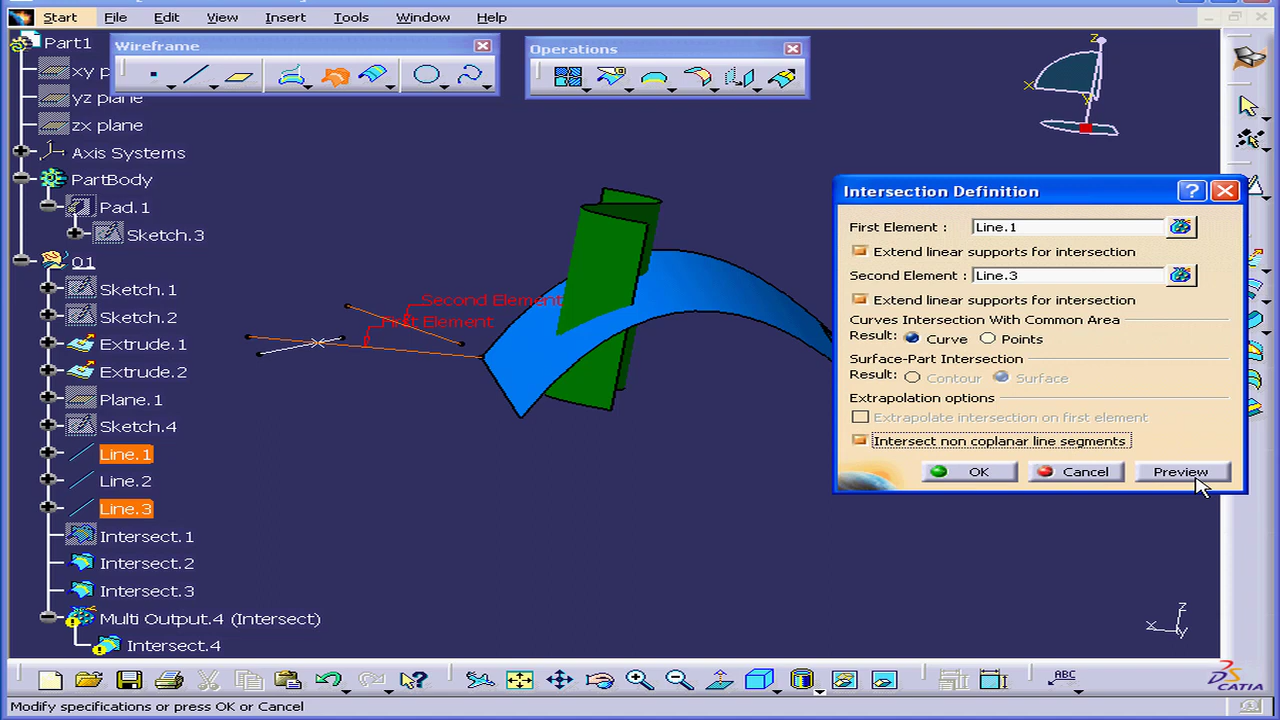 Start File Edit View Insert Tools Window Help
Part1
Wireframe
Operations
xy p
yz plane
zx plane
Axis Systems
PartBody
Pad.1
Sketch.3
01
Sketch.1
Sketch.2
Extrude.1
Extrude.2
Plane.1
Sketch.4
Line.1
Line.2
Line.3
Intersect.1
Intersect.2
Intersect.3
Multi Output.4 (Intersect)
Intersect.4
Second Element
First Element
z
x
y
Intersection Definition
First Element : Line.1
Extend linear supports for intersection
Second Element : Line.3
Extend linear supports for intersection
Curves Intersection With Common Area
Result: Curve Points
Surface-Part Intersection
Result: Contour Surface
Extrapolation options
Extrapolate intersection on first element
Intersect non coplanar line segments
OK Cancel Preview
z
x
y
ABC
CATIA
Modify specifications or press OK or Cancel